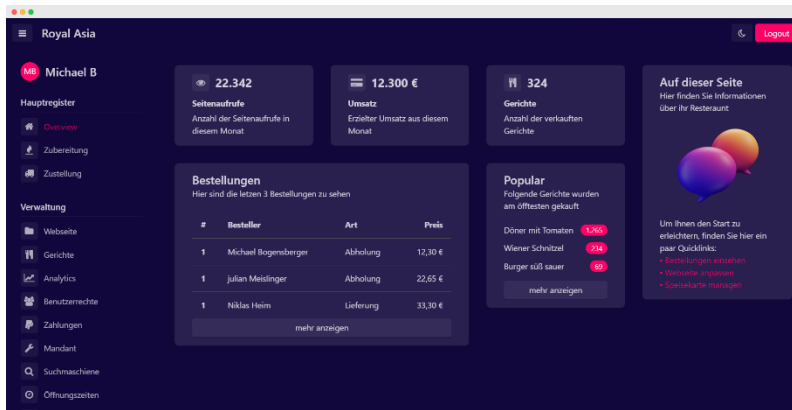 Royal Asia
Logout
MB Michael B
Hauptregister
Overview
Zubereitung
Zustellung
Verwaltung
Webseite
Gerichte
Analytics
Benutzerrechte
Zahlungen
Mandant
Suchmaschiene
Öffnungszeiten
22.342
Seitenaufrufe
Anzahl der Seitenaufrufe in
diesem Monat
12.300 €
Umsatz
Erzielter Umsatz aus diesem
Monat
324
Gerichte
Anzahl der verkauften
Gerichte
Bestellungen
Hier sind die letzen 3 Bestellungen zu sehen
# Besteller Art Preis
1 Michael Bogensberger Abholung 12,30 €
1 julian Meislinger Abholung 22,65 €
1 Niklas Heim Lieferung 33,30 €
mehr anzeigen
Popular
Folgende Gerichte wurden
am öfftesten gekauft
Döner mit Tomaten 1.265
Wiener Schnitzel 234
Burger süß sauer 69
mehr anzeigen
Auf dieser Seite
Hier finden Sie Informationen
über ihr Resteraunt
Um Ihnen den Start zu
erleichtern, finden Sie hier ein
paar Quicklinks:
• Bestellungen einsehen
• Webseite anpassen
• Speisekarte managen